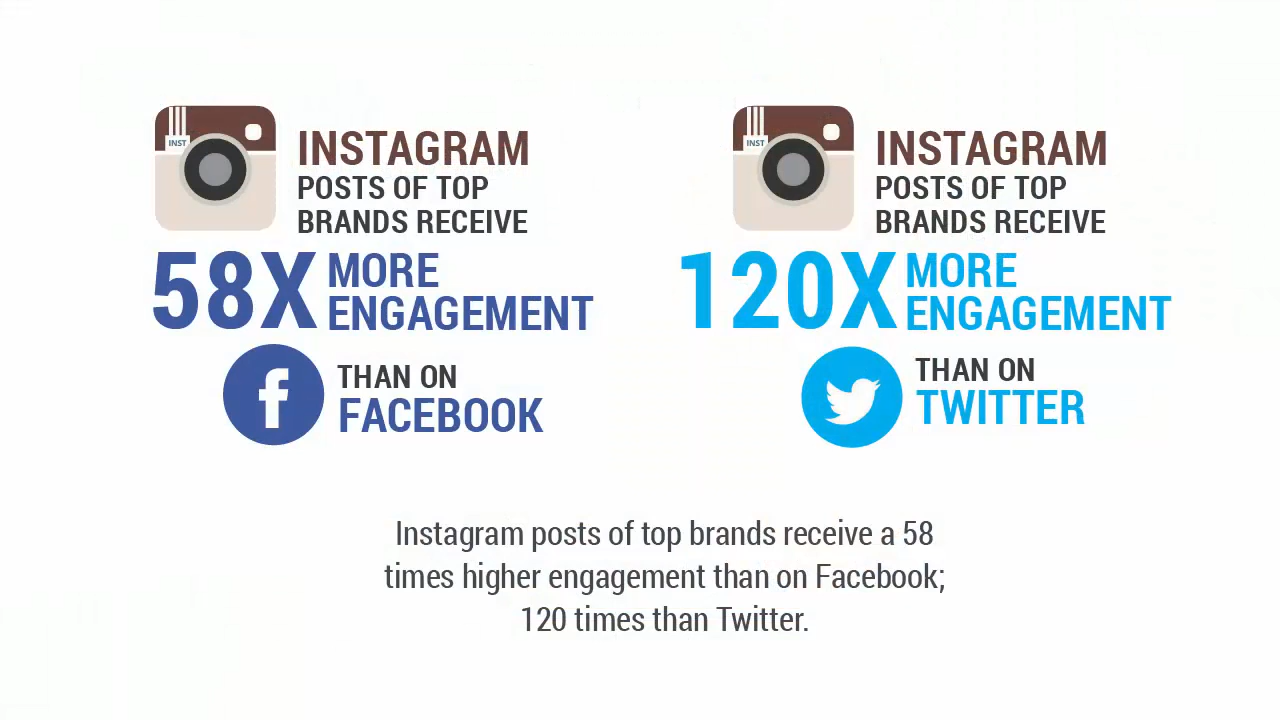 INST
INSTAGRAM
POSTS OF TOP
BRANDS RECEIVE
58X MORE
ENGAGEMENT
THAN ON
FACEBOOK
INST
INSTAGRAM
POSTS OF TOP
BRANDS RECEIVE
120X MORE
ENGAGEMENT
THAN ON
TWITTER
Instagram posts of top brands receive a 58
times higher engagement than on Facebook;
120 times than Twitter.